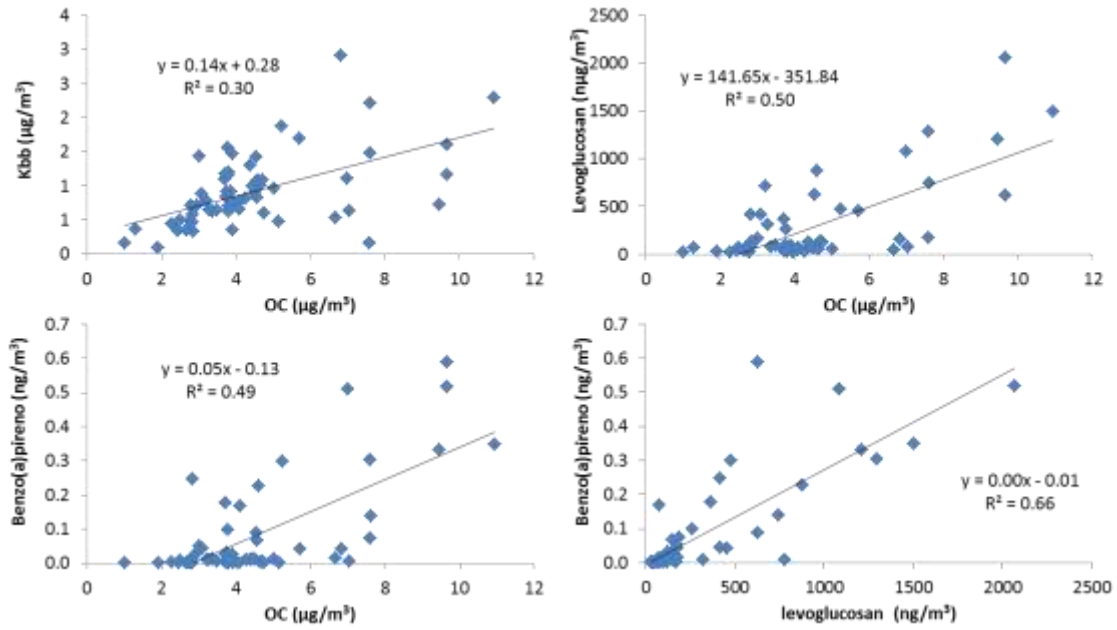 4
3
3
2
2
1
1
0
Kbb (µg/m³)
y = 0.14x + 0.28
R² = 0.30
0 2 4 6 8 10 12
OC (µg/m³)
2500
2000
1500
1000
500
0
Levoglucosan (nµg/m³)
y = 141.65x - 351.84
R² = 0.50
0 2 4 6 8 10 12
OC (µg/m³)
0.7
0.6
0.5
0.4
0.3
0.2
0.1
0.0
Benzo(a)pireno (ng/m³)
y = 0.05x - 0.13
R² = 0.49
0 2 4 6 8 10 12
OC (µg/m³)
0.7
0.6
0.5
0.4
0.3
0.2
0.1
0.0
Benzo(a)pireno (ng/m³)
y = 0.00x - 0.01
R² = 0.66
0 500 1000 1500 2000 2500
levoglucosan (ng/m³)